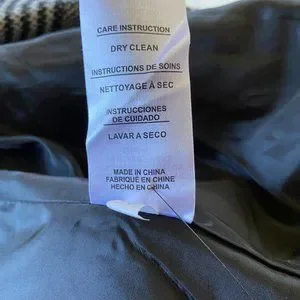 CARE INSTRUCTION
DRY CLEAN
INSTRUCTIONS DE SOINS
NETTOYAGE À SEC
INSTRUCCIONES
DE CUIDADO
LAVAR A SECO
MADE IN CHINA
FABRIQUÉ EN CHINE
HECHO EN CHINA